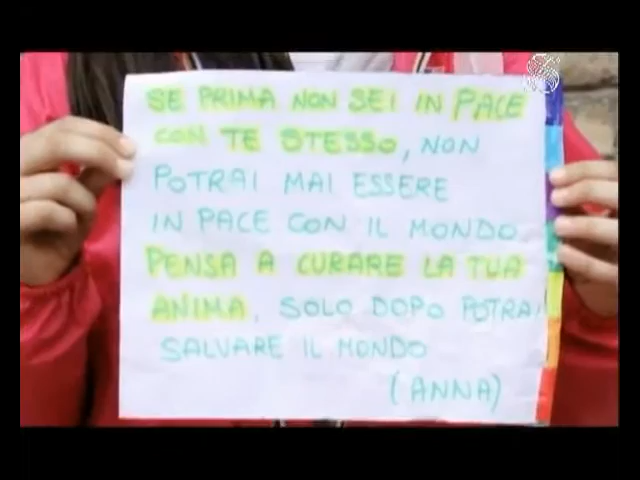 SE PRIMA NON SEI IN PACE
CON TE STESSO, NON
POTRAI MAI ESSERE
IN PACE CON IL MONDO
PENSA A CURARE LA TUA
ANIMA, SOLO DOPO POTRAI
SALVARE IL MONDO
(ANNA)